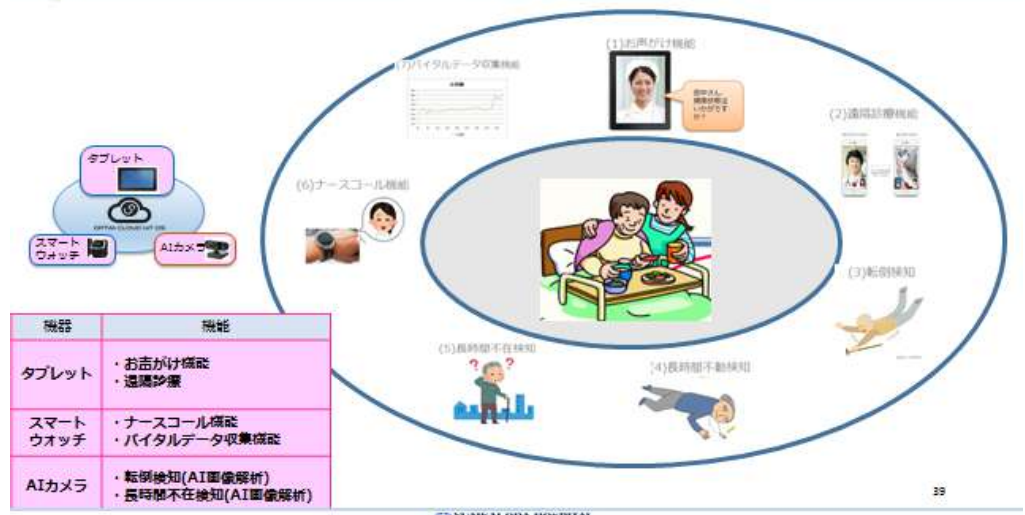 (1)お声がけ機能
(7)バイタルデータ収集機能
(2)遠隔診療機能
タブレット
(6)ナースコール機能
スマート
ウォッチ
AIカメラ
(3)転倒検知
機器
機能
タブレット
・お声がけ機能
・遠隔診療
スマート
ウォッチ
・ナースコール機能
・バイタルデータ収集機能
AIカメラ
・転倒検知(AI画像解析)
・長時間不在検知(AI画像解析)
(5)長時間不在検知
(4)長時間不動検知
39